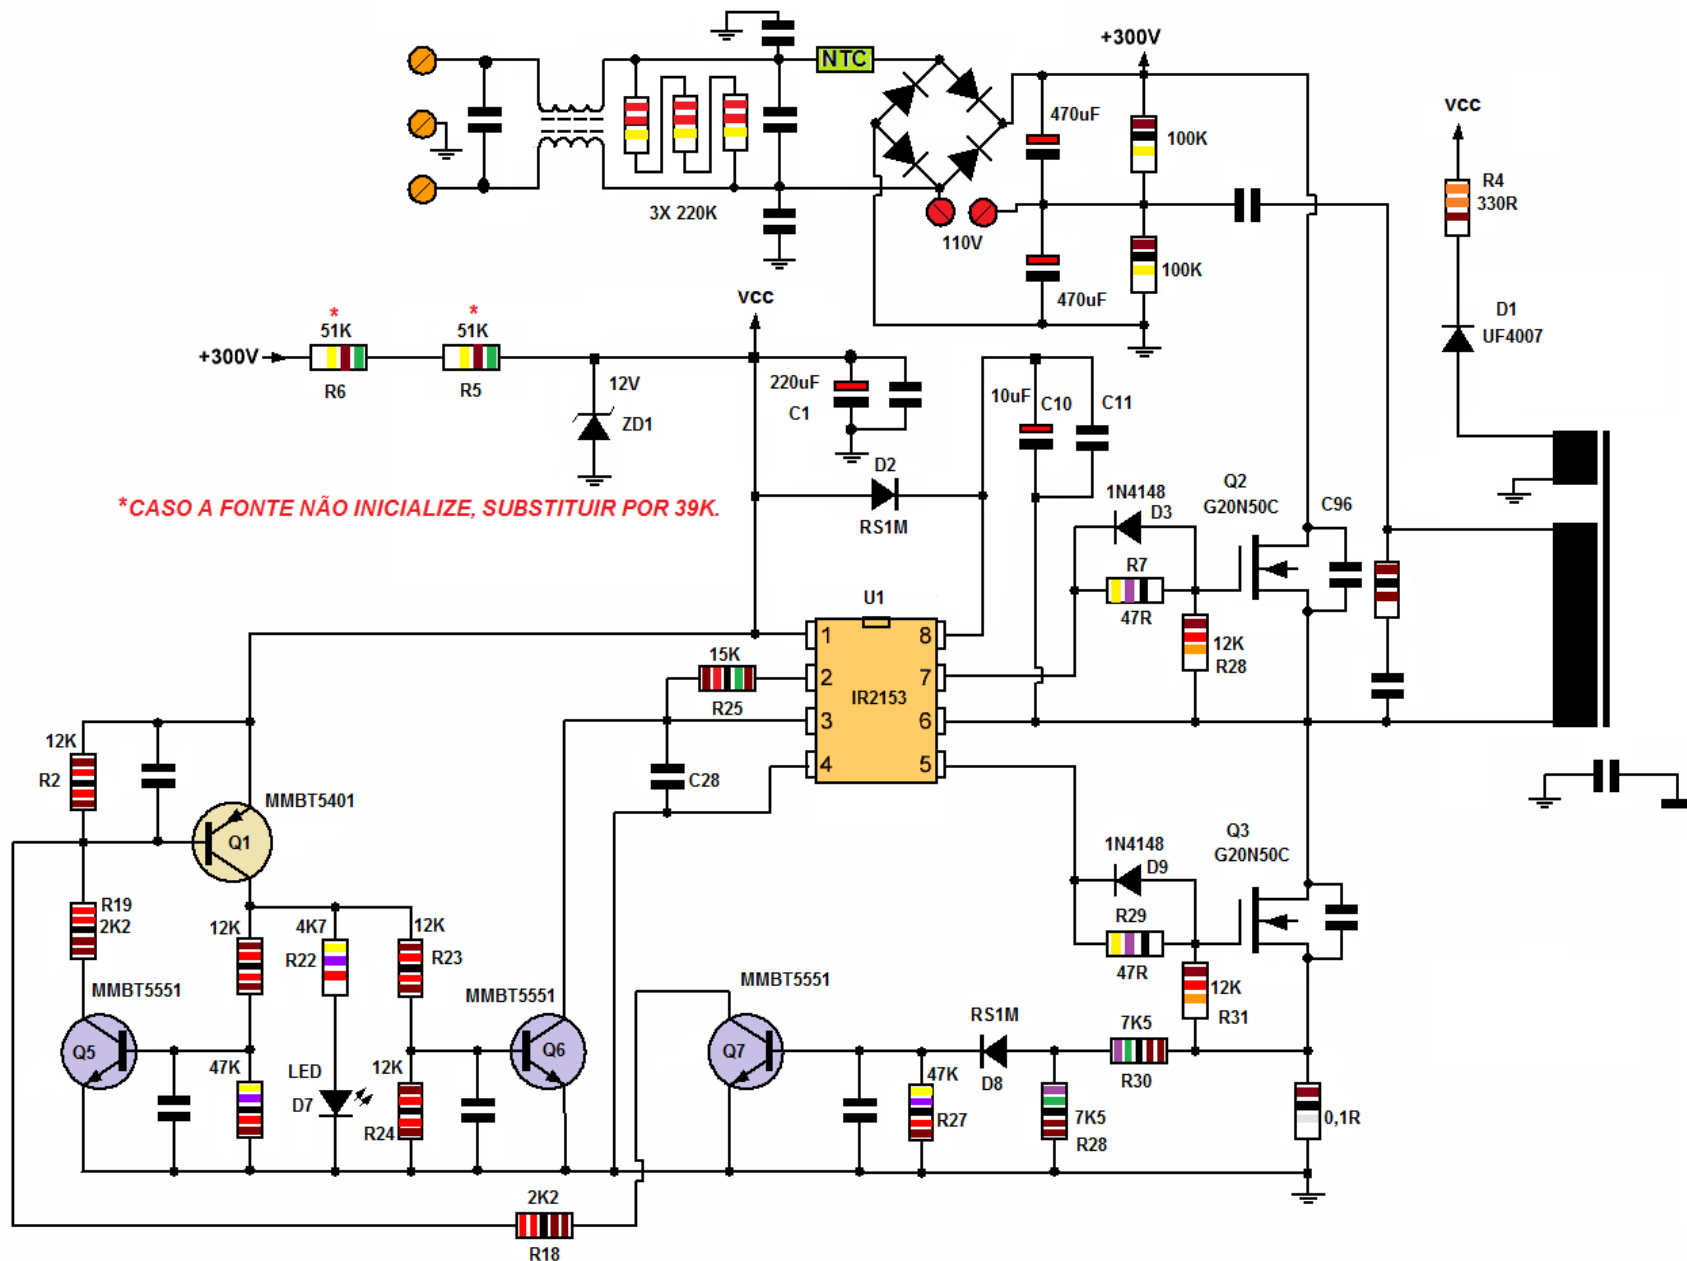 +300V
NTC
VCC
470uF
100K
R4
330R
3X 220K
110V
100K
470uF
VCC
D1
UF4007
*
*
51K
51K
+300V
R6
R5
12V
ZD1
220uF
C1
10uF
C10
C11
D2
RS1M
*CASO A FONTE NÃO INICIALIZE, SUBSTITUIR POR 39K.
Q2
G20N50C
1N4148
D3
C96
R7
47R
U1
12K
R28
15K
R25
1
2
3
4
8
7
6
5
IR2153
C28
12K
R2
MMBT5401
Q1
Q3
G20N50C
1N4148
D9
R29
47R
R19
2K2
12K
4K7
R22
12K
R23
MMBT5551
MMBT5551
MMBT5551
12K
R31
Q5
Q6
Q7
RS1M
D8
7K5
R30
47K
LED
D7
12K
R24
47K
R27
7K5
R28
0,1R
2K2
R18